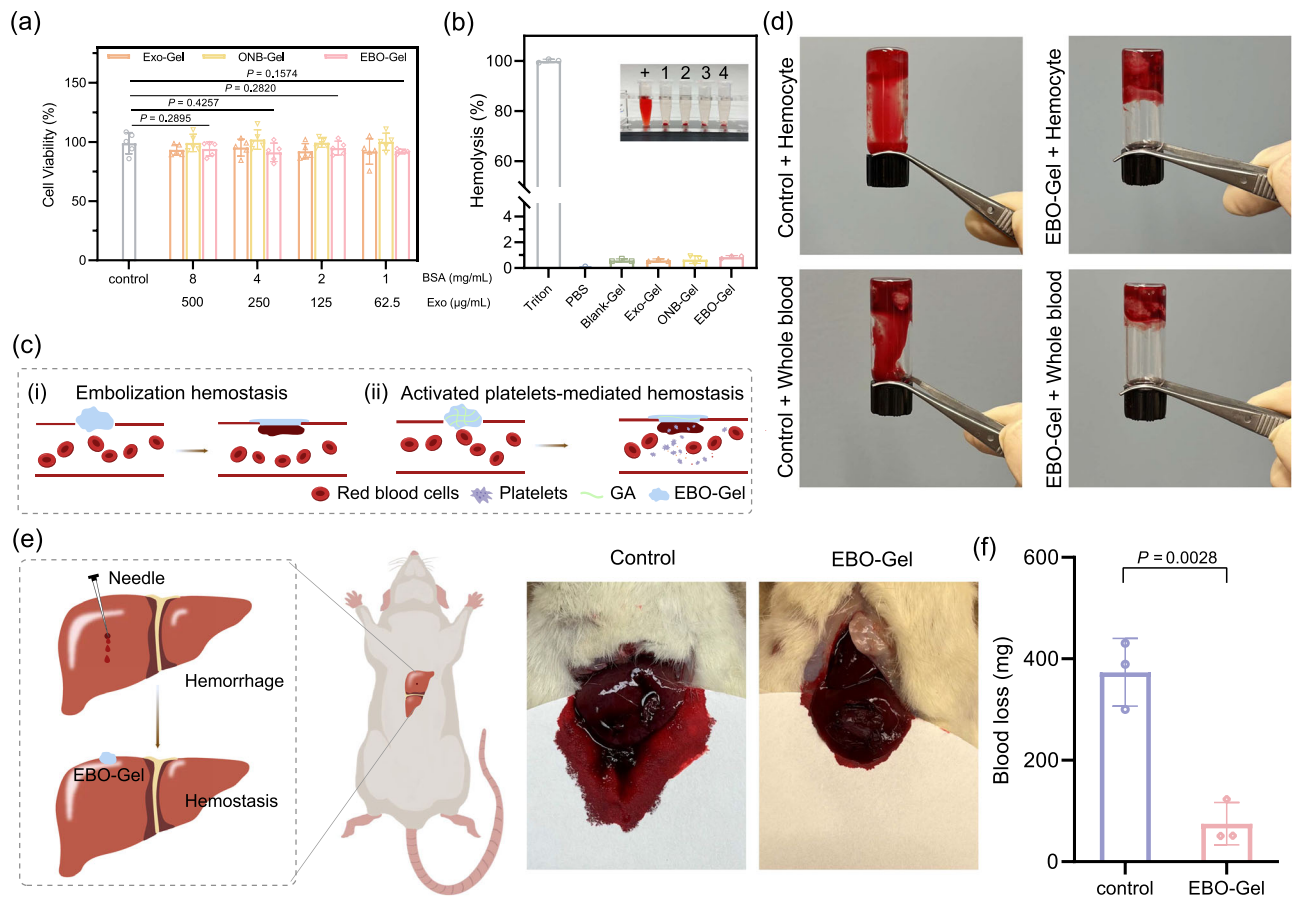 (a)
Exo-Gel ONB-Gel EBO-Gel
P = 0.1574
P = 0.2820
P = 0.4257
P = 0.2895
Cell Viability (%)
150
100
50
0
control 8 4 2 1 BSA (mg/mL)
500 250 125 62.5 Exo (μg/mL)
(b)
+ 1 2 3 4
Hemolysis (%)
100
80
60
4
2
0
Triton PBS Blank-Gel Exo-Gel ONB-Gel EBO-Gel
(c)
(i) Embolization hemostasis
(ii) Activated platelets-mediated hemostasis
Red blood cells Platelets GA EBO-Gel
(d)
Control + Hemocyte
EBO-Gel + Hemocyte
Control + Whole blood
EBO-Gel + Whole blood
(e)
Needle
Hemorrhage
EBO-Gel
Hemostasis
Control
EBO-Gel
(f)
P = 0.0028
Blood loss (mg)
600
400
200
0
control EBO-Gel